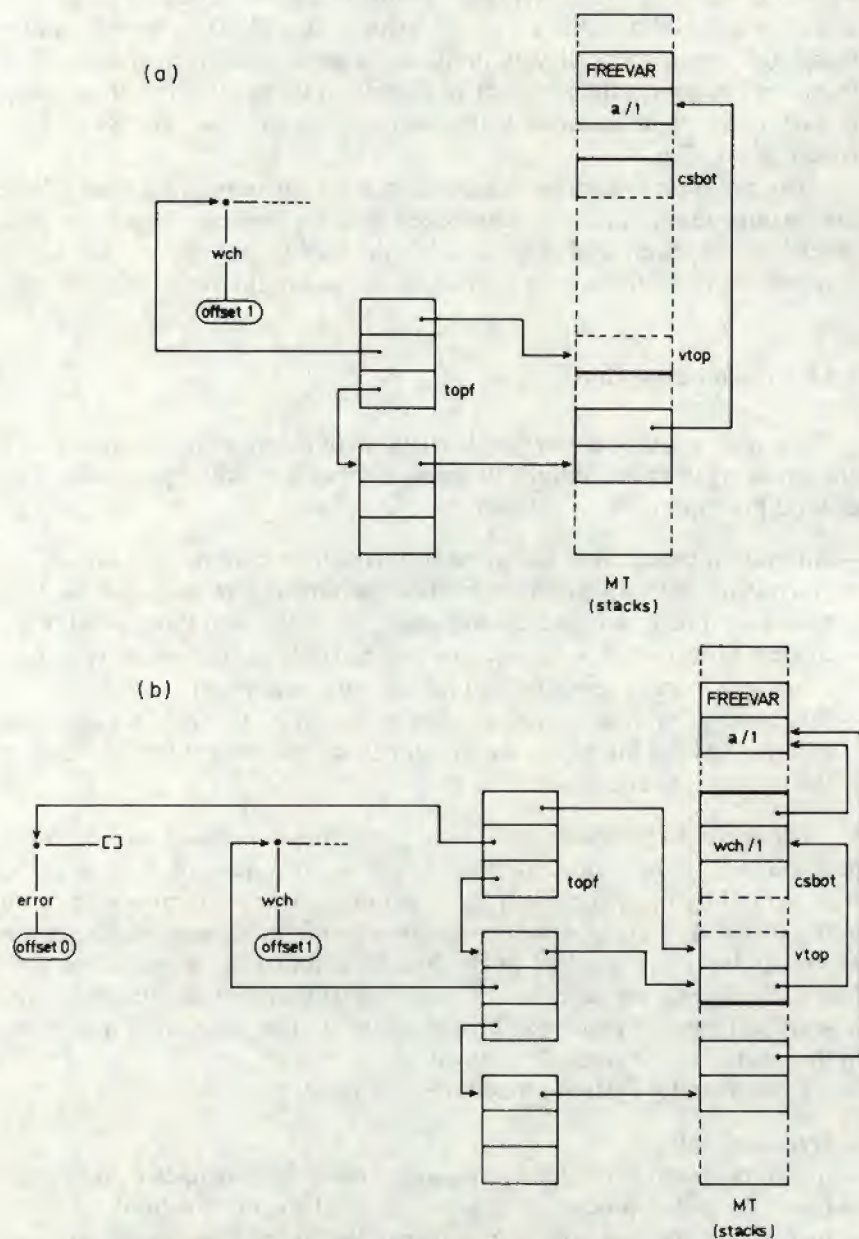 (a)
FREEVAR
a/1
csbot
wch
offset 1
vtop
topf
MT
(stacks)
(b)
FREEVAR
a/1
wch/1
topf
csbot
[]
error
wch
vtop
offset 0
offset 1
MT
(stacks)